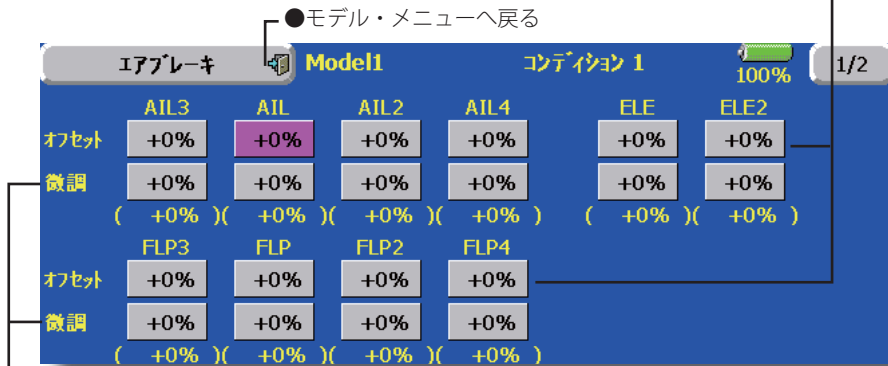 ●モデル・メニューへ戻る
エアブレーキ Model1 コンディション 1 100% 1/2
AIL3 AIL AIL2 AIL4 ELE ELE2
オフセット +0% +0% +0% +0% +0% +0%
微調 +0% +0% +0% +0% +0% +0%
( +0% )( +0% )( +0% )( +0% ) ( +0% )( +0% )
FLP3 FLP FLP2 FLP4
オフセット +0% +0% +0% +0%
微調 +0% +0% +0% +0%
( +0% )( +0% )( +0% )( +0% )